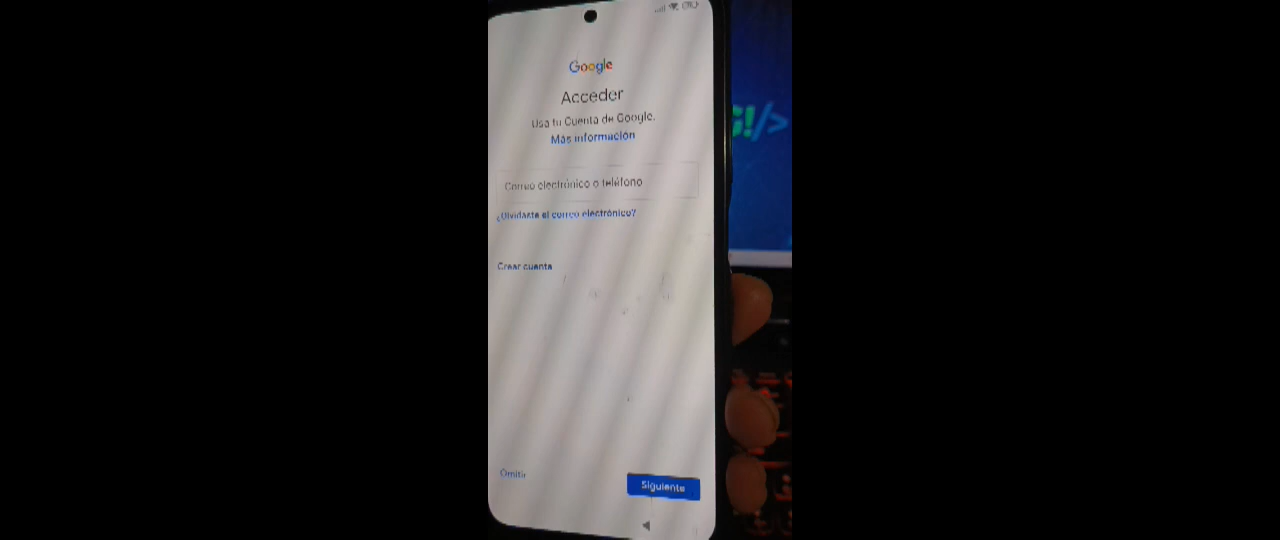 Google
Acceder
Usa tu Cuenta de Google.
Más información
Correo electrónico o teléfono
¿Olvidaste el correo electrónico?
Crear cuenta
Omitir
Siguiente
G!/>